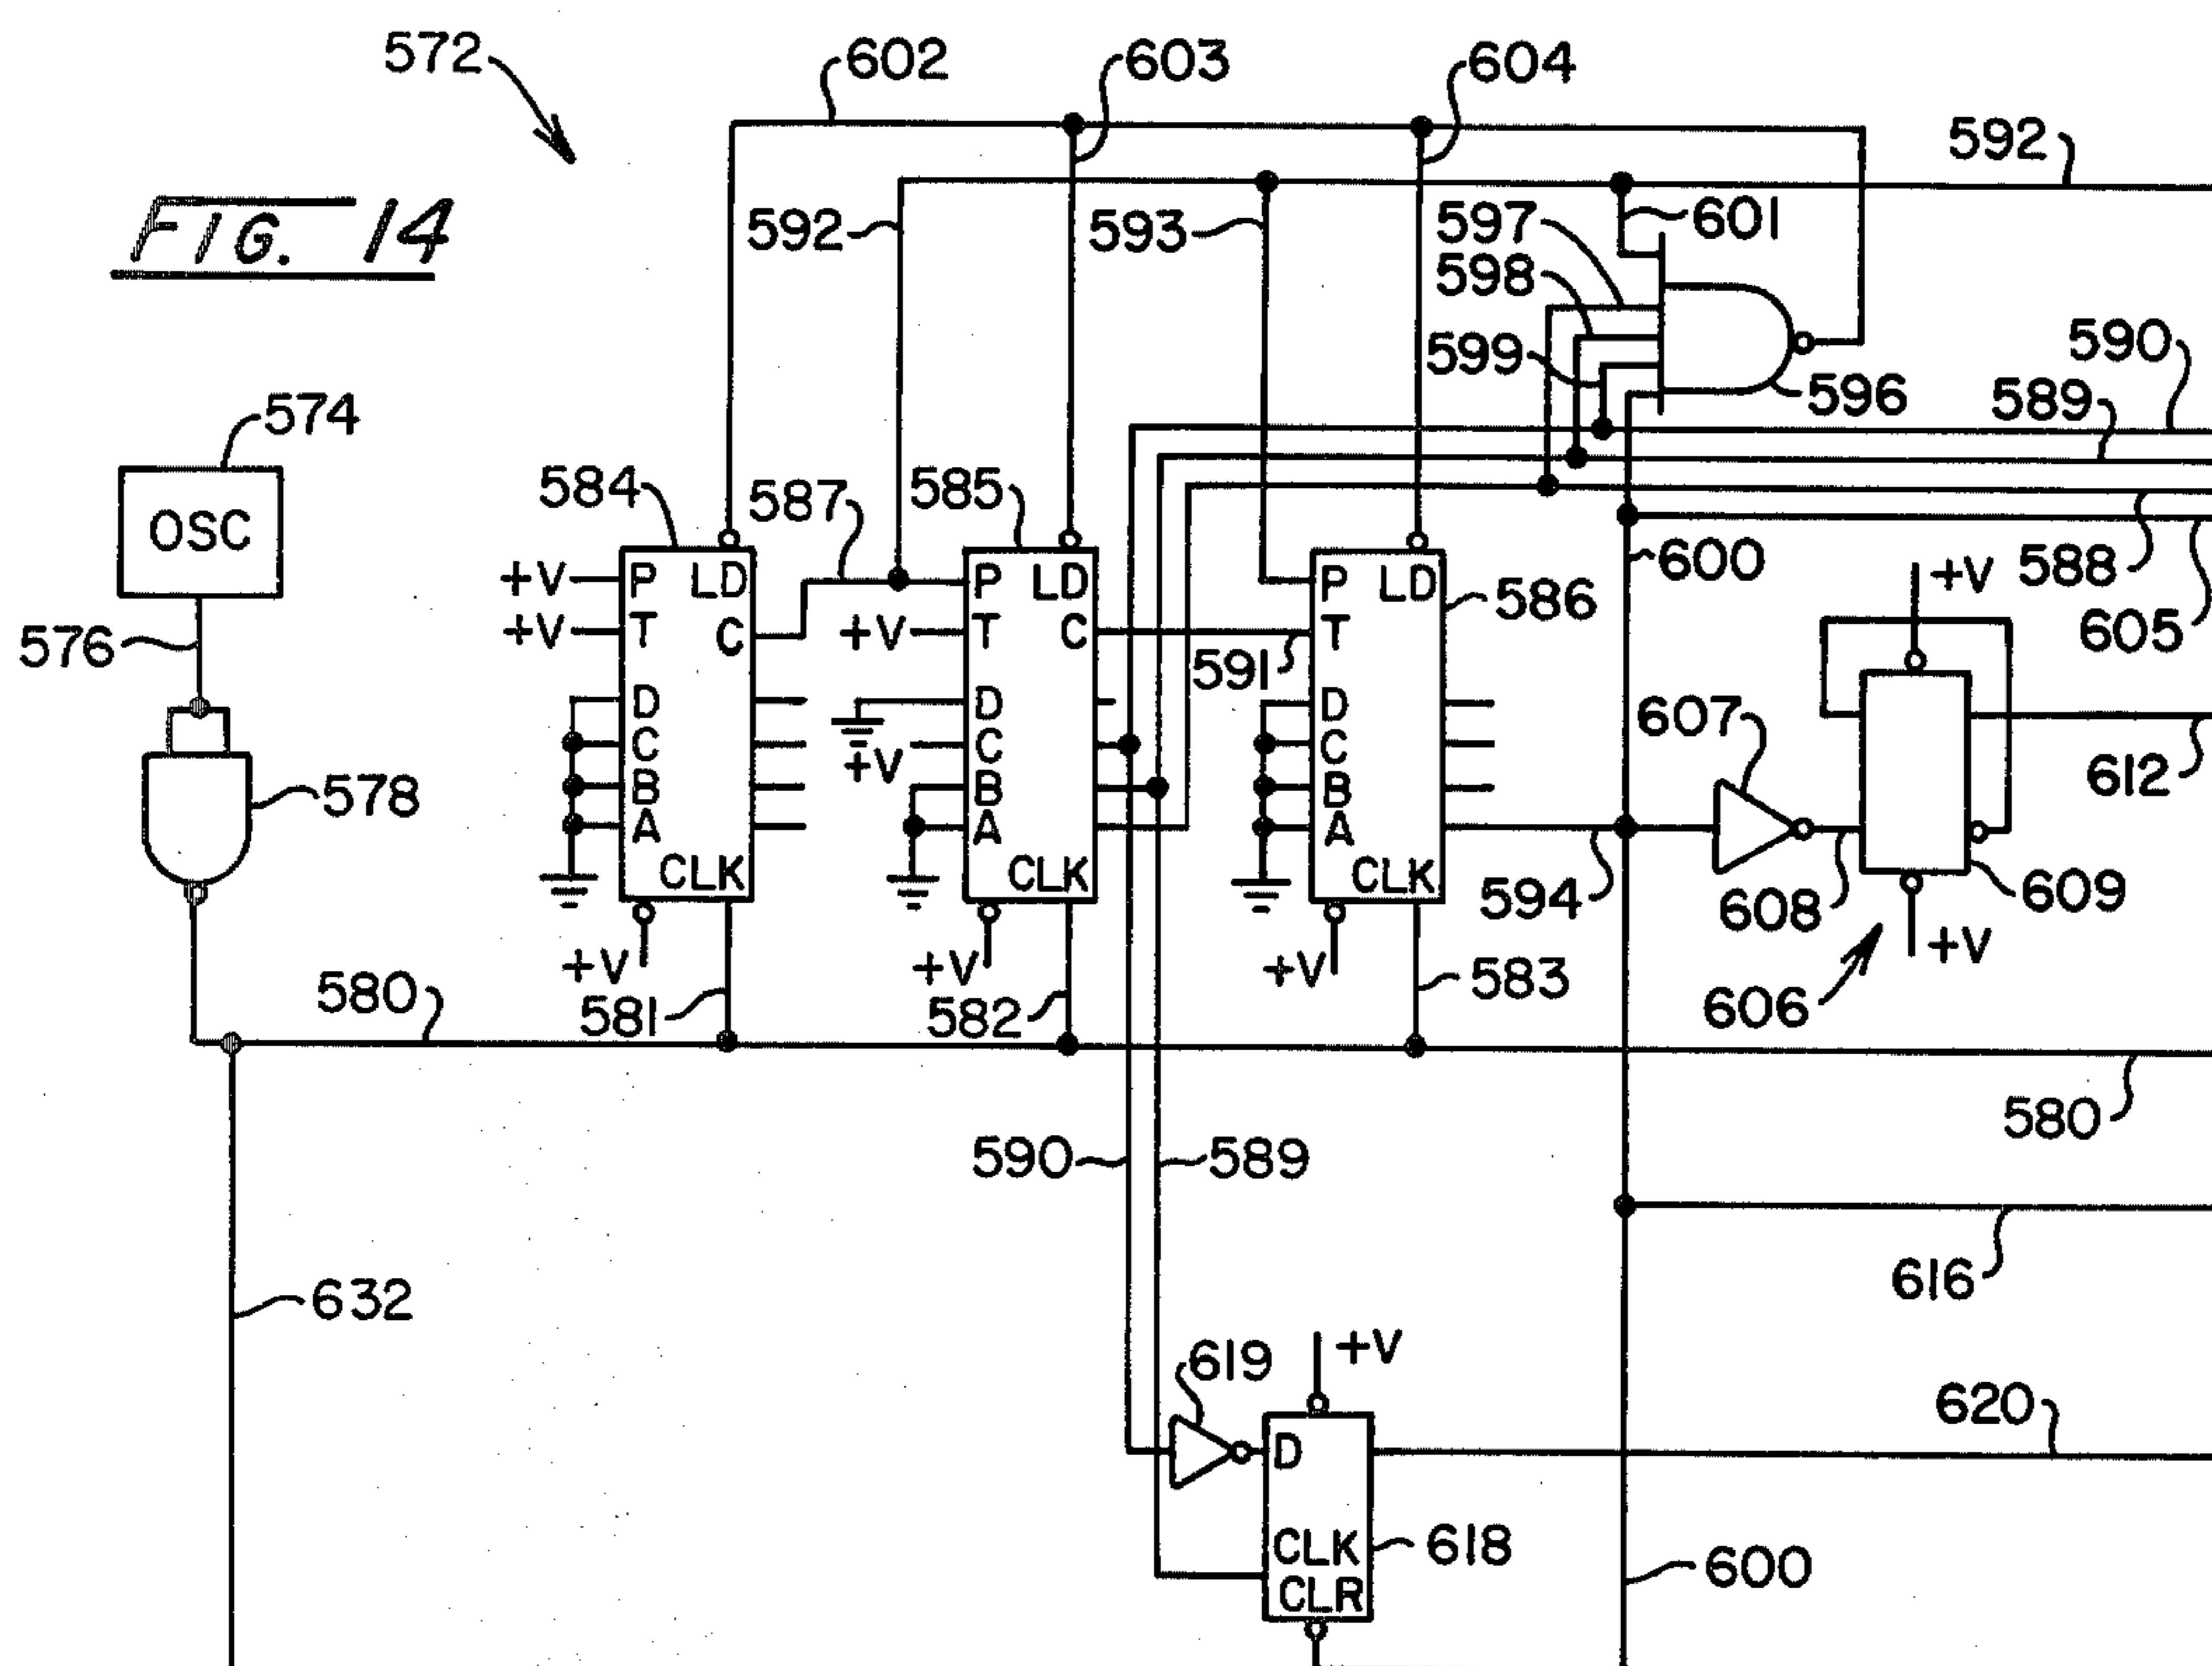 572
602
603
604
592
FIG. 14
592
593
597
601
598
599
590
596
589
574
584
587
585
OSC
+V P LD
P LD
P LD
586
600
+V
588
605
576
+V T C
+V T C
591
T
D
D
D
607
C
+V C
C
612
578
B
B
B
A
A
A
CLK
CLK
CLK
594
608
609
+V
+V
+V
+V
580
581
582
583
606
580
590
589
616
632
619
+V
620
D
CLK
618
CLR
600